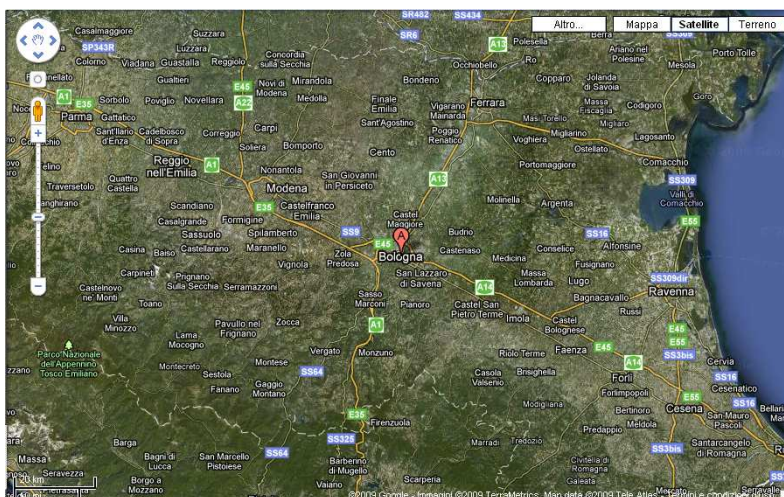 SR482
SS434
Altro...
Mappa
Satellite
Terreno
SS309
Casalmaggiore
Suzzara
SR6
A13
Polesella
Ariano nel
Polesine
Porto Tolle
SP343R
Colorno
Viadana
Luzzara
Guastalla
Reggiolo
Concordia
sulla Secchia
Occhiobello
Ro
Mesola
Gualtieri
E45
Novi di
Modena
Mirandola
Bondeno
Copparo
Jolanda
di Savoia
Goro
A1
E35
Sorbolo
Poviglio
Novellara
A22
Medolla
Finale
Emilia
Vigarano
Mainarda
Ferrara
Massa
Fiscaglia
Codigoro
Parma
Gattatico
Sant'Ilario
d'Enza
Cadelbosco
di Sopra
Correggio
Carpi
Sant'Agostino
Poggio
Renatico
Masi Torello
Migliarino
Migliaro
Lagosanto
Soliera
Bomporto
Cento
Voghiera
Ostellato
Reggio
nell'Emilia
A1
Nonantola
Portomaggiore
Comacchio
Traversetolo
Quattro
Castella
Modena
San Giovanni
in Persiceto
A13
SS309
Valli di
Comacchio
Langhirano
Scandiano
E35
Castelfranco
Emilia
Molinella
Argenta
Casalgrande
Formigine
Castel
Maggiore
E55
Sassuolo
Spilamberto
SS9
Budrio
SS16
Alfonsine
Casina
Baiso
Castellarano
Maranello
Zola
Predosa
E45
A
Bologna
Castenaso
Conselice
Medicina
Fusignano
Carpineti
Prignano
Sulla Secchia
Serramazzoni
Vignola
San Lazzaro
di Savena
Massa
Lombarda
Lugo
SS309dir
Castelnovo
ne' Monti
Toano
Sasso
Marconi
Pianoro
A14
Castel San
Pietro Terme
Bagnacavallo
Ravenna
Villa
Minozzo
Pavullo nel
Frignano
Zocca
A1
Imola
Castel
Bolognese
Russi
Lama
Mocogno
Vergato
Monzuno
Faenza
E45
E45
SS3bis
Parco Nazionale
dell'Appennino
Tosco Emiliano
Montecreto
Montese
SS64
Riolo Terme
A14
Cervia
Sestola
Gaggio
Montano
Casola
Valsenio
Brisighella
Forlì
SS16
Fanano
Forlimpopoli
E55
Cesenatico
Modigliana
Bertinoro
Cesena
SS16
E35
Firenzuola
Predappio
Meldola
San Mauro
Pascoli
Barga
SS325
Marradi
Tredozio
Santarcangelo
di Romagna
Massa
Bagni di
Lucca
San Marcello
Pistoiese
SS64
Barberino
di Mugello
Civitella di
Romagna
SS3bis
Seravezza
Borgo a
Mozzano
Vaiano
Scarperia
Galeata
Mercato
20 km
©2009 Google - Immagini ©2009 TerraMetrics, Map data ©2009 Tele Atlas - Termini e condizioni d'uso